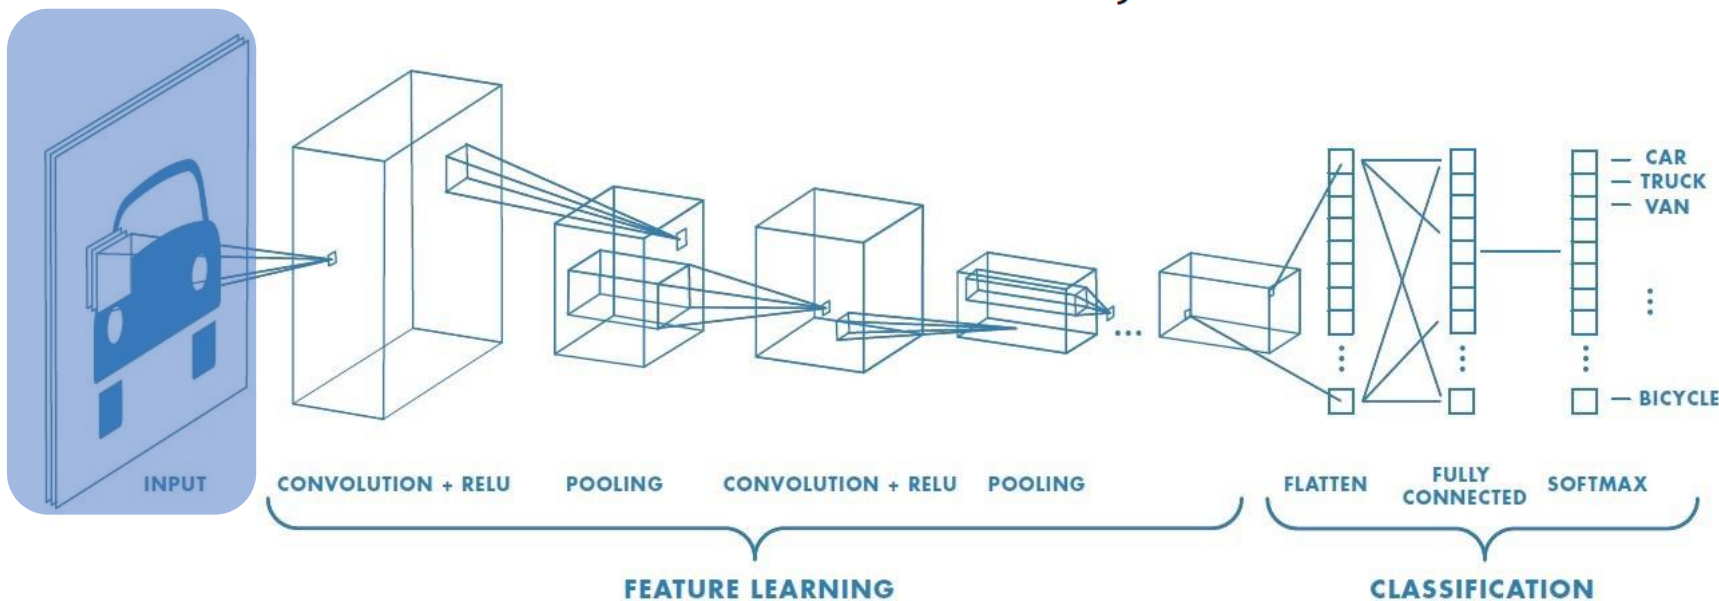 CAR
TRUCK
VAN
BICYCLE
INPUT
CONVOLUTION + RELU
POOLING
CONVOLUTION + RELU
POOLING
FLATTEN
FULLY
CONNECTED
SOFTMAX
FEATURE LEARNING
CLASSIFICATION